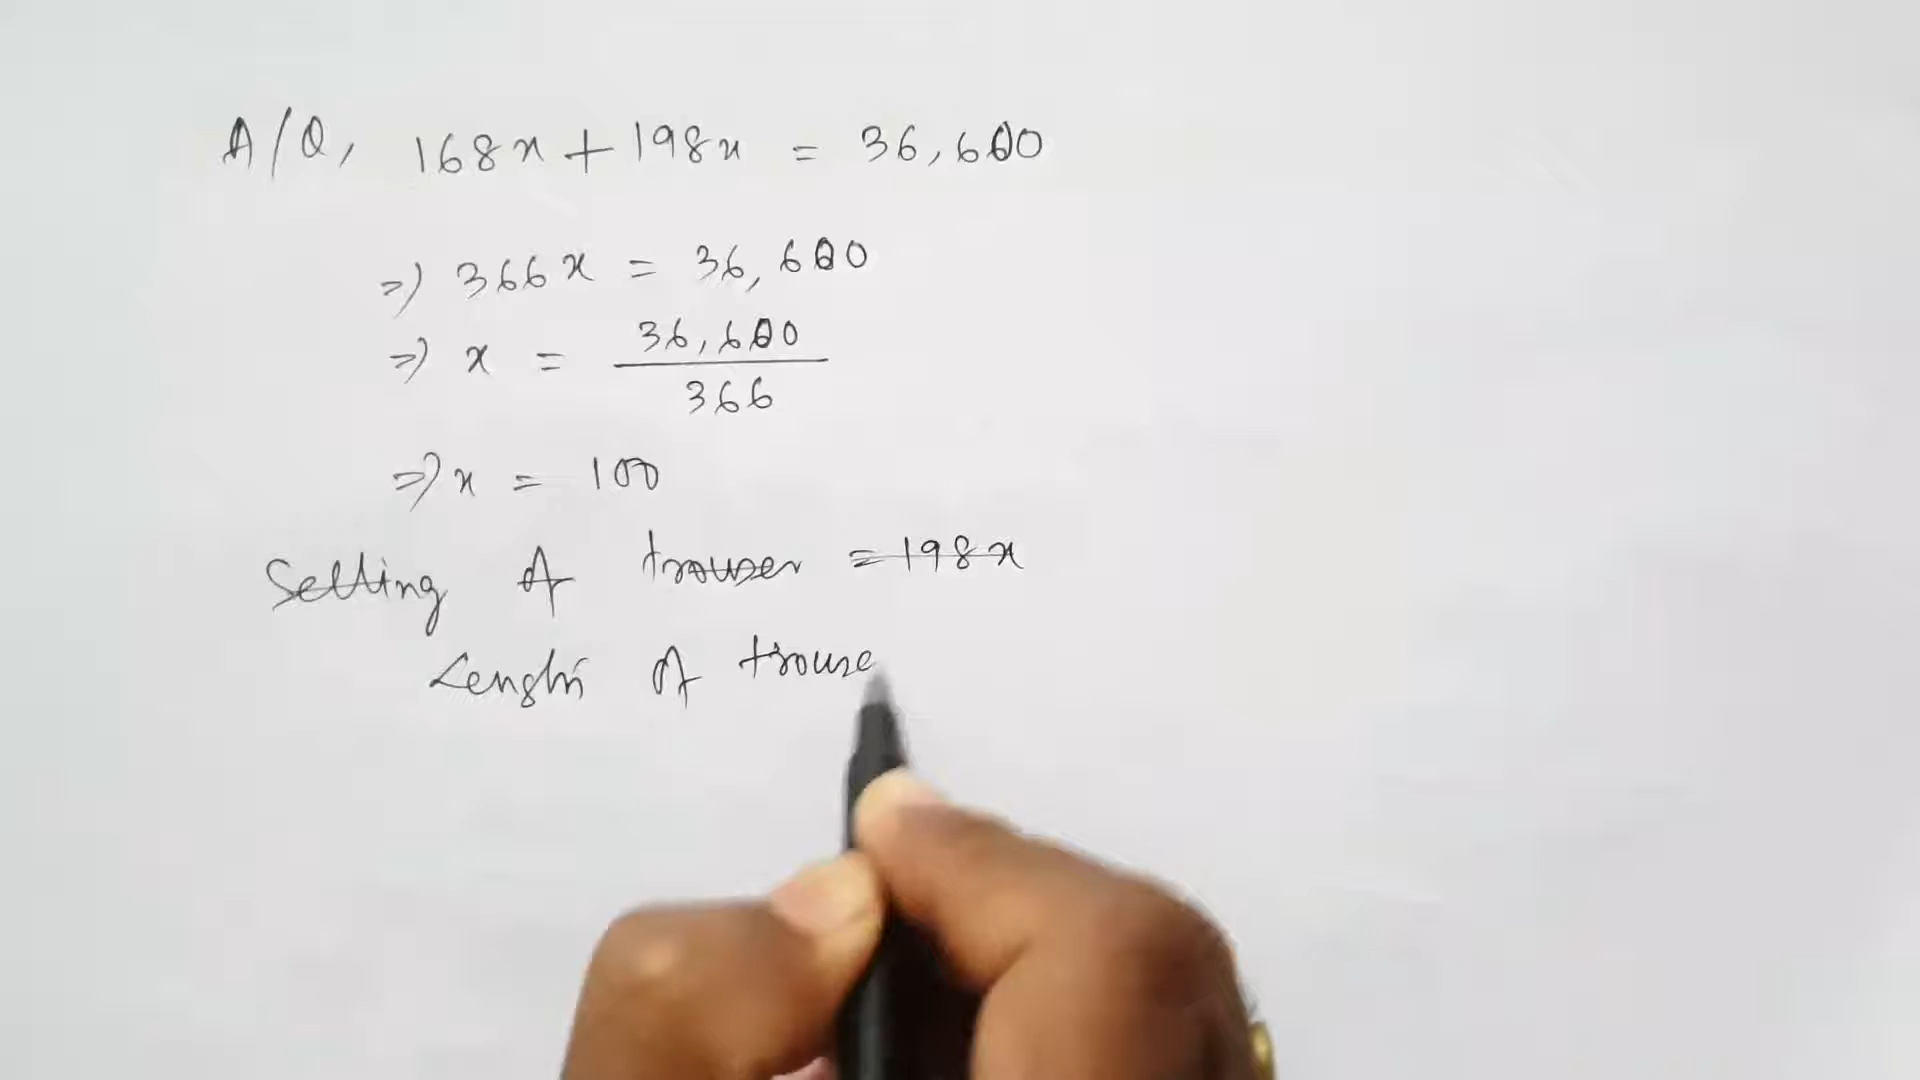 A/Q, 168x + 198x = 36,600
=> 366x = 36,600
=> x = 36,600 / 366
=> x = 100
Selling of trouser = 198x
Length of trouse